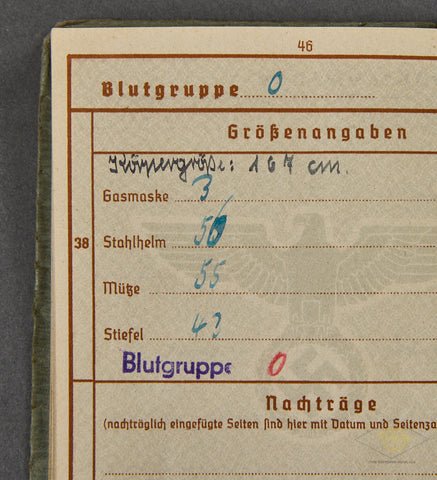 46
Blutgruppe 0
Größenangaben
Körpergröße: 167 cm.
Gasmaske 3
38
Stahlhelm 56
Mütze 55
Stiefel 43
Blutgruppe 0
Nachträge
(nachträglich eingefügte Seiten sind hier mit Datum und Seitenza